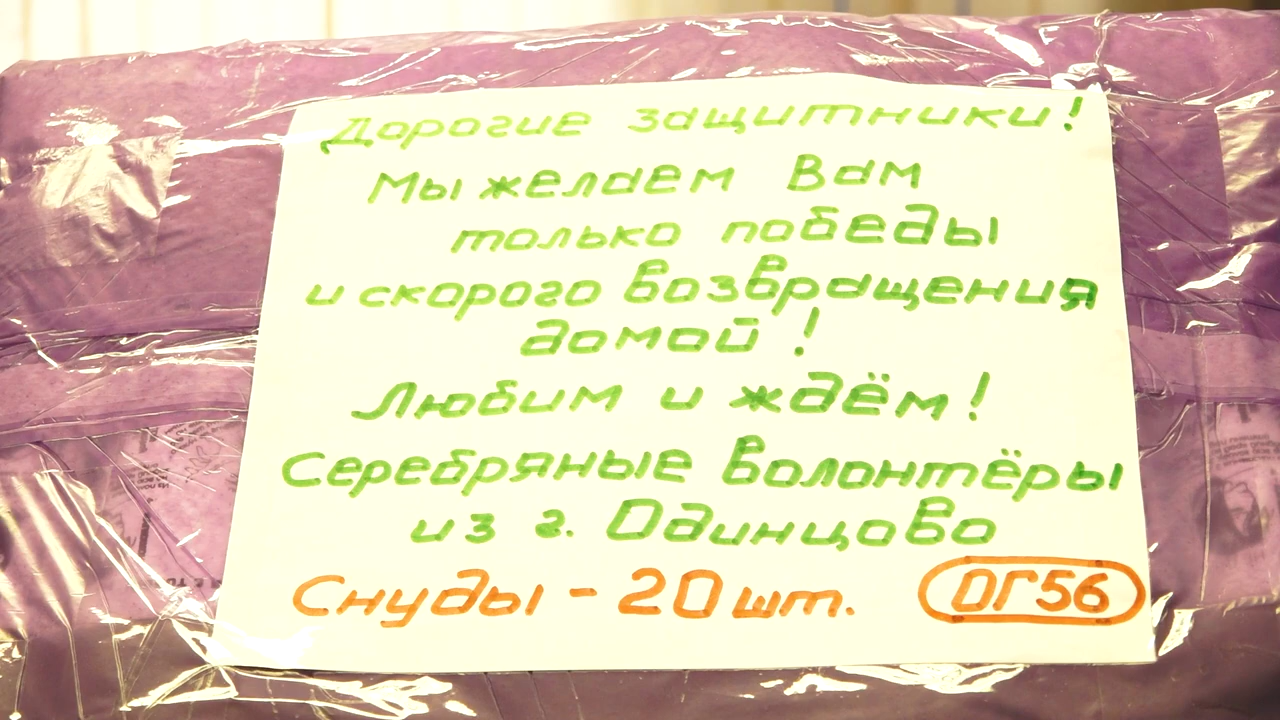 Дорогие защитники!
Мы желаем Вам
только победы
и скорого возвращения
домой!
Любим и ждём!
Серебряные волонтёры
из г. Одинцово
Снуды - 20 шт. ОГ56